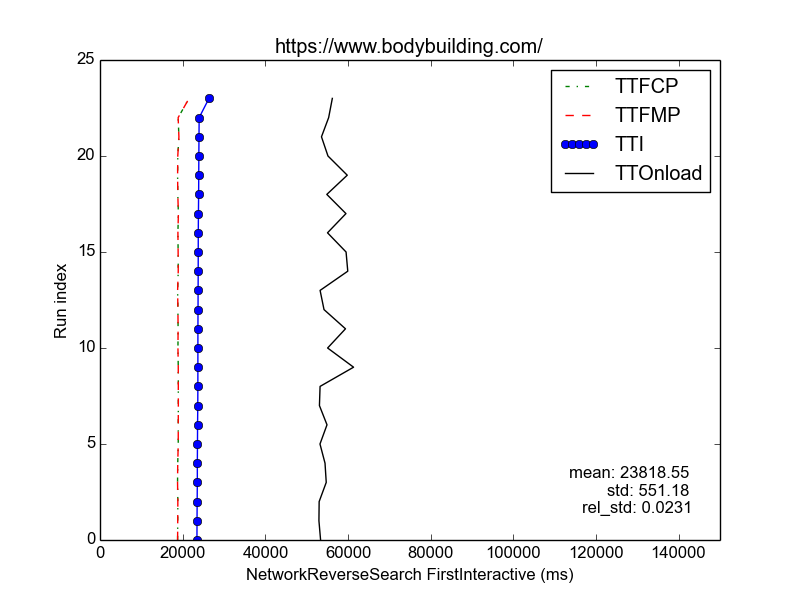 https://www.bodybuilding.com/
25
20
15
10
5
0
Run index
TTFCP
TTFMP
TTI
TTOnload
mean: 23818.55
std: 551.18
rel_std: 0.0231
0 20000 40000 60000 80000 100000 120000 140000
NetworkReverseSearch FirstInteractive (ms)